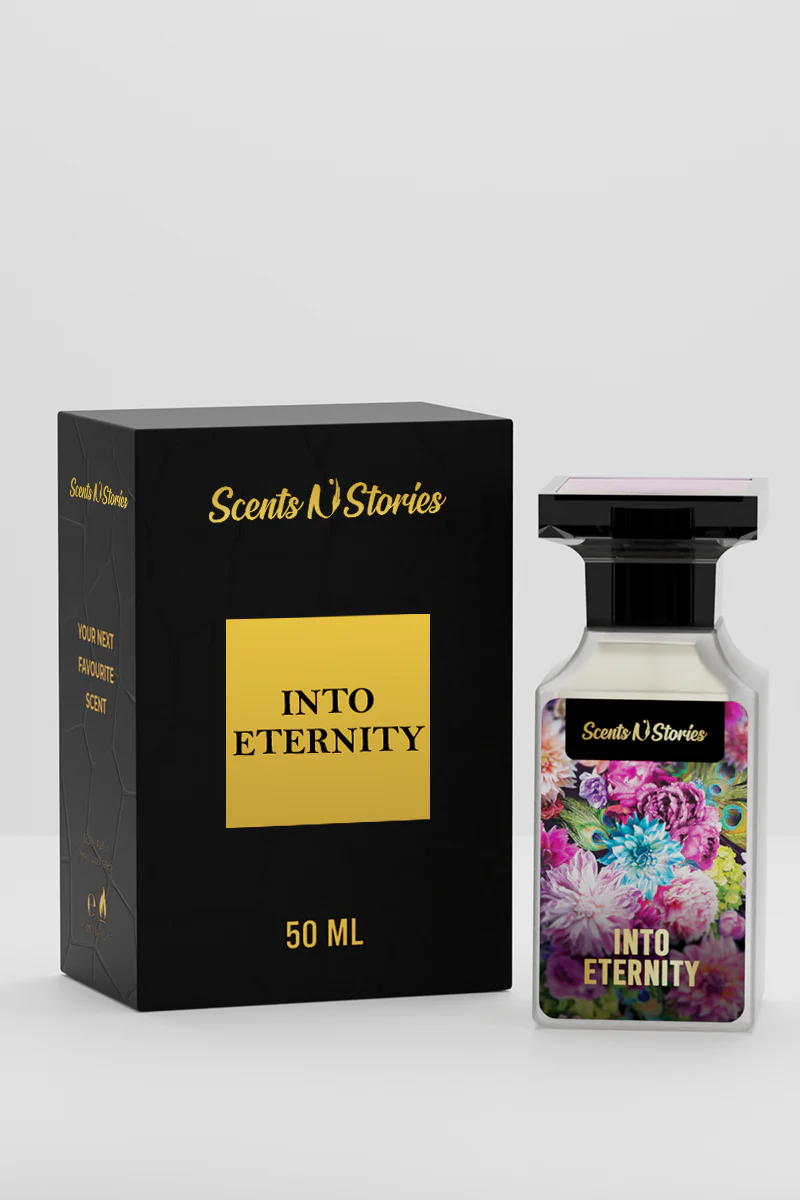 Scents N Stories
YOUR NEXT
FAVOURITE
SCENT
Scents N Stories
INTO
ETERNITY
50 ML
Scents N Stories
INTO
ETERNITY